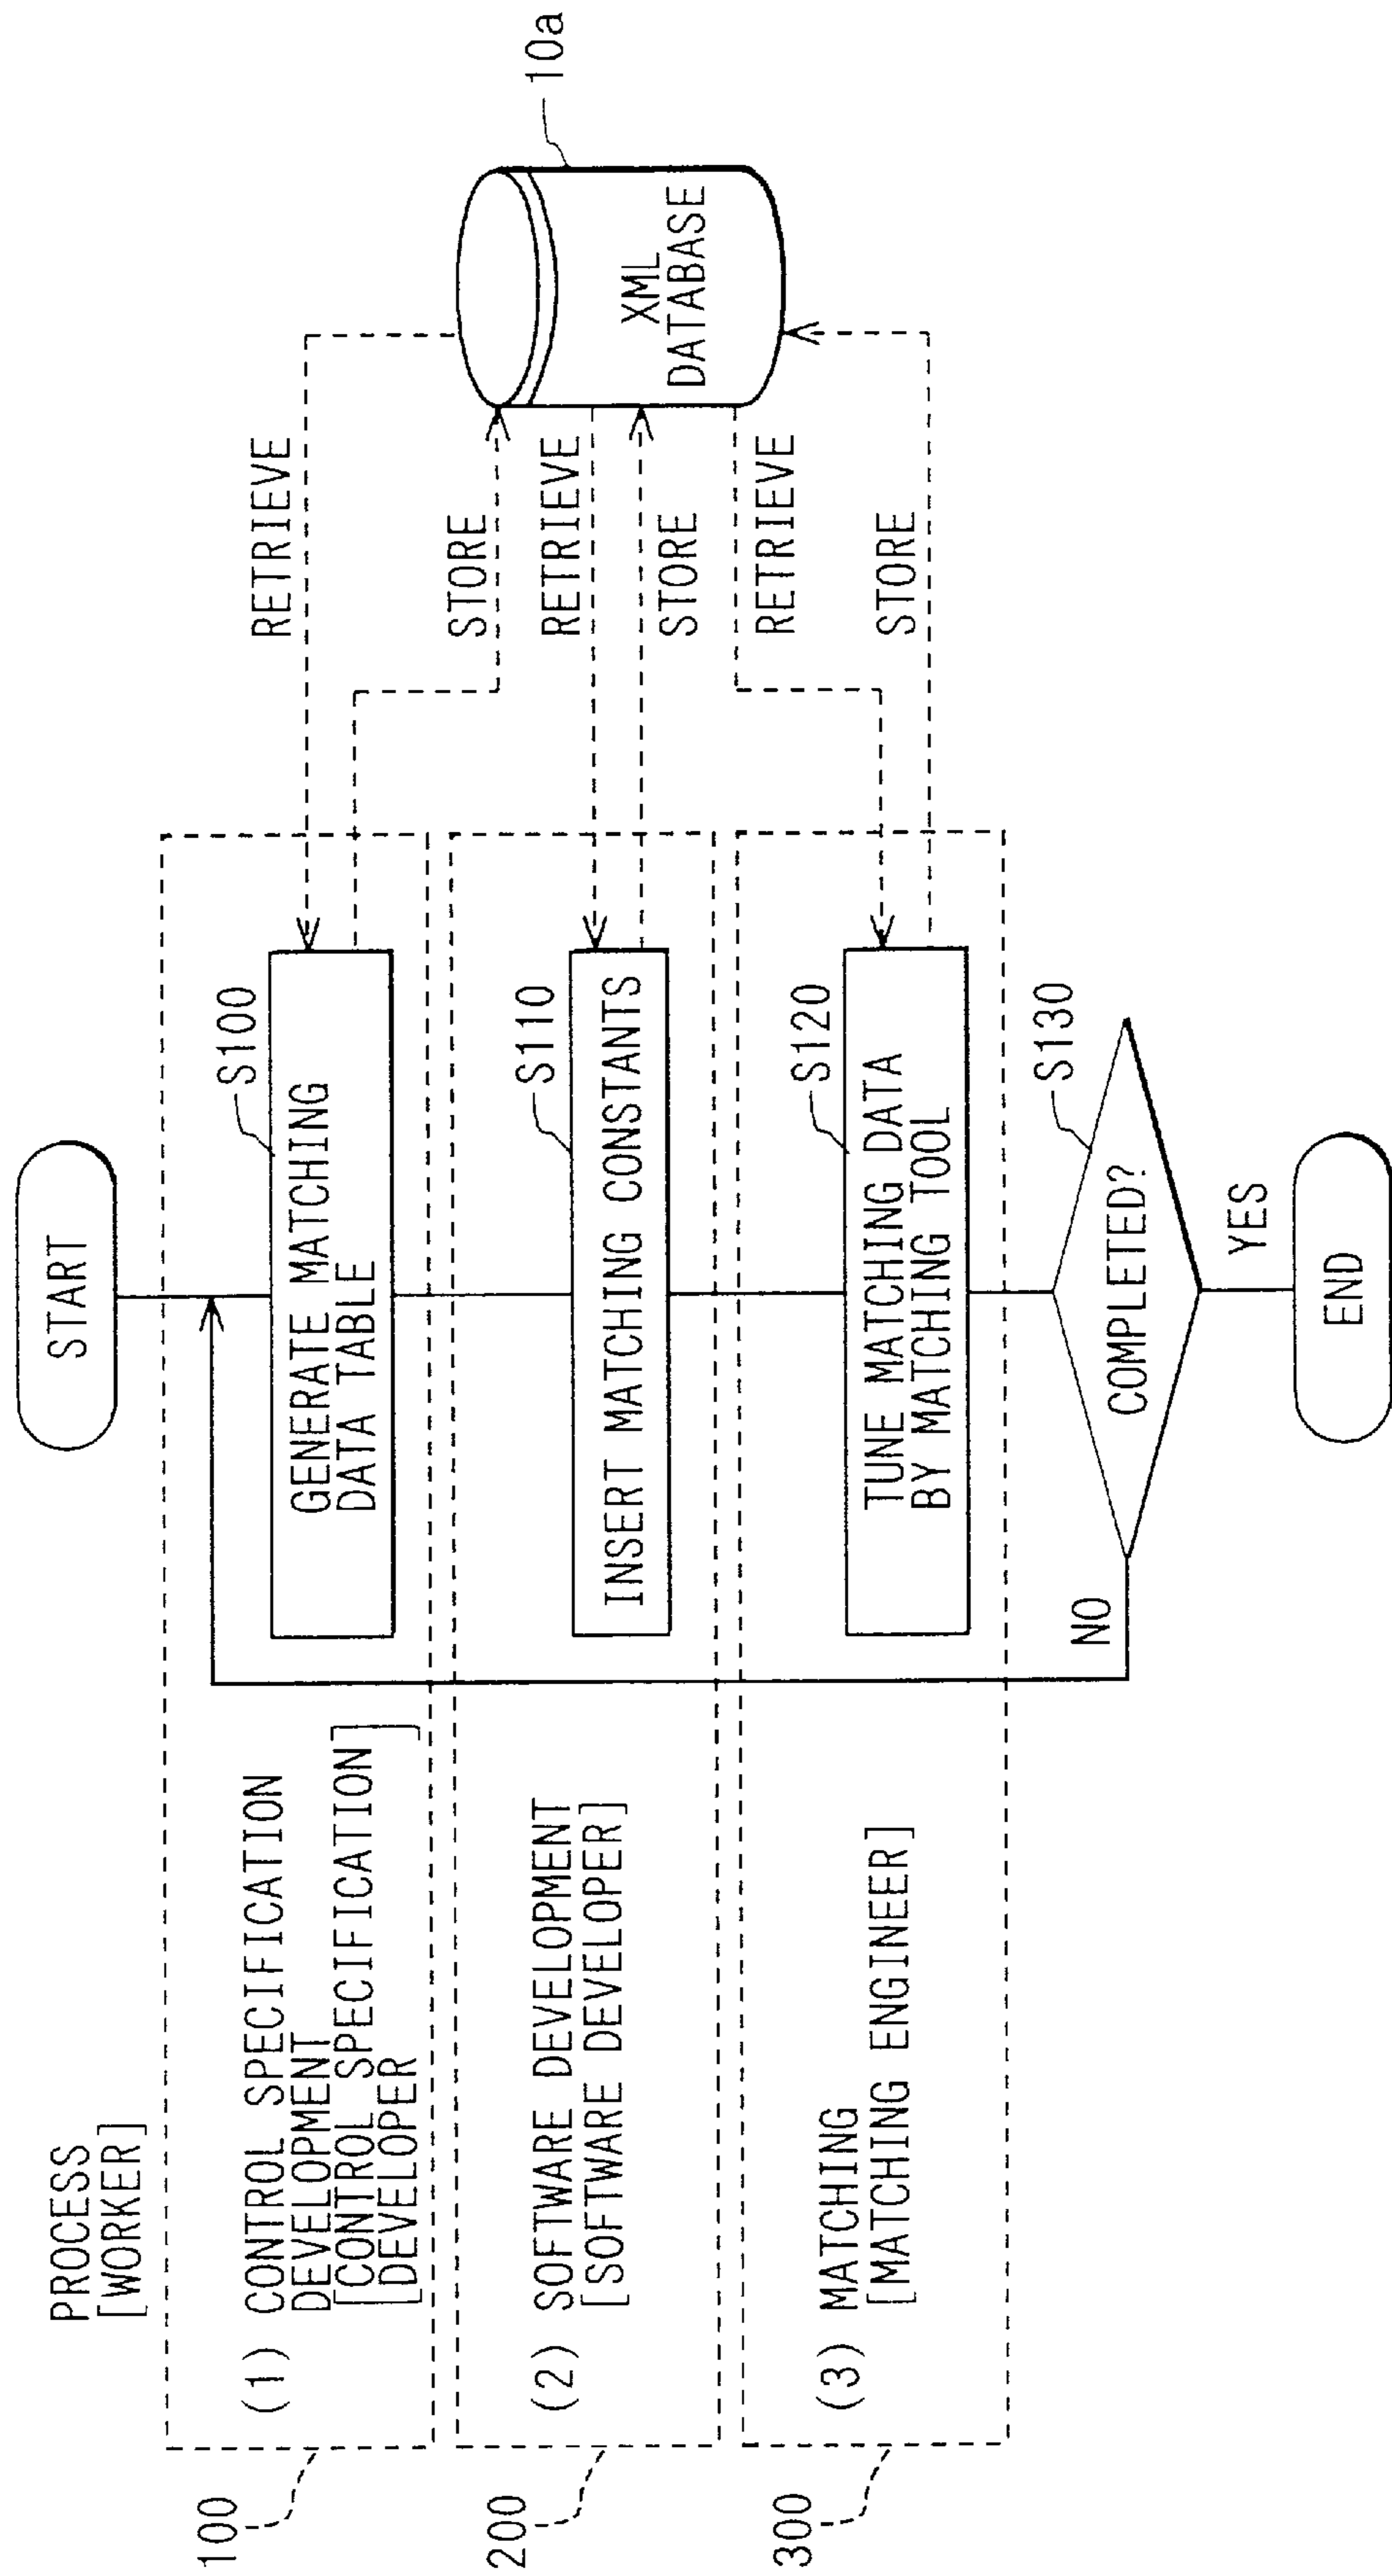 PROCESS
[WORKER]
START
100
(1) CONTROL SPECIFICATION
DEVELOPMENT
[CONTROL SPECIFICATION]
[DEVELOPER]
S100
GENERATE MATCHING
DATA TABLE
RETRIEVE
STORE
200
(2) SOFTWARE DEVELOPMENT
[SOFTWARE DEVELOPER]
S110
INSERT MATCHING CONSTANTS
RETRIEVE
STORE
10a
XML
DATABASE
300
(3) MATCHING
[MATCHING ENGINEER]
S120
TUNE MATCHING DATA
BY MATCHING TOOL
RETRIEVE
STORE
S130
COMPLETED?
NO
YES
END